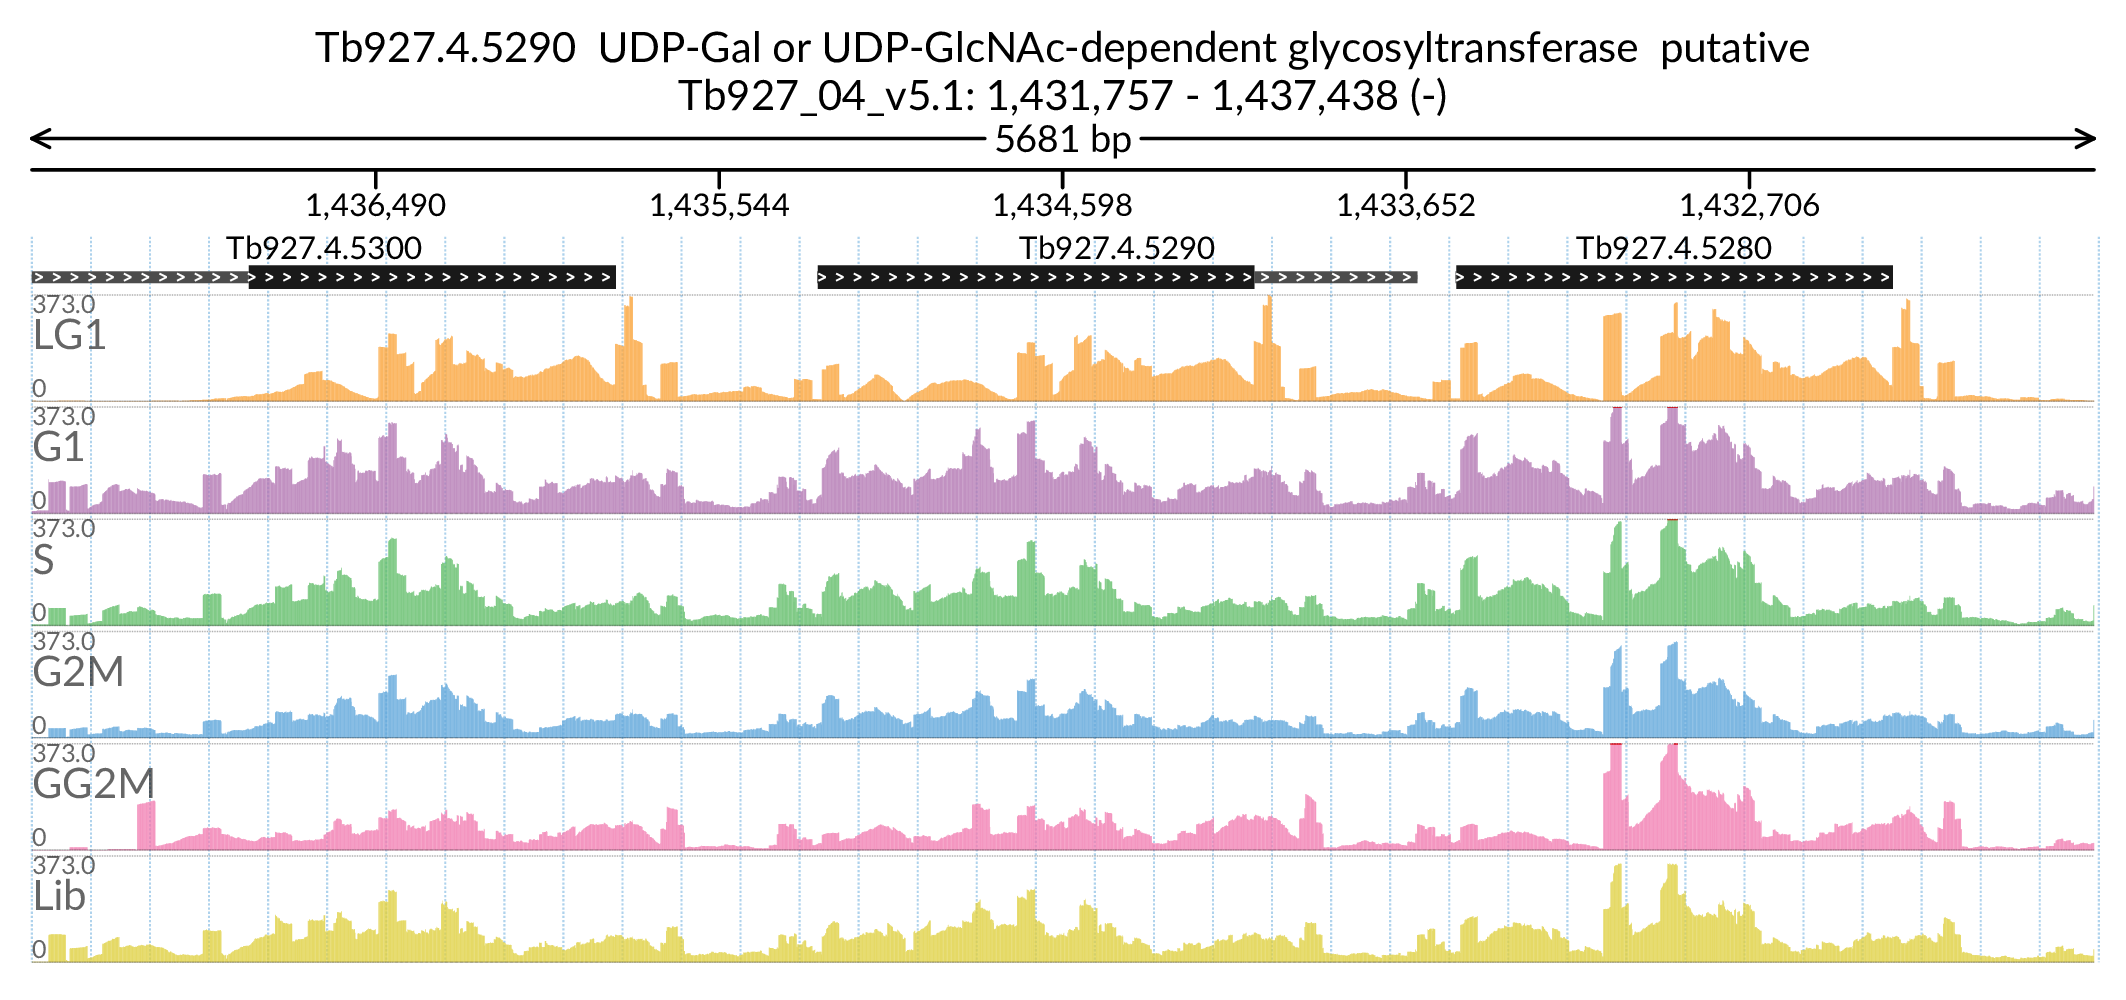 Tb927.4.5290  UDP-Gal or UDP-GlcNAc-dependent glycosyltransferase  putative
Tb927_04_v5.1: 1,431,757 - 1,437,438 (-)
5681 bp
1,436,490 1,435,544 1,434,598 1,433,652 1,432,706
Tb927.4.5300 Tb927.4.5290 Tb927.4.5280
373.0
LG1
0
373.0
G1
0
373.0
S
0
373.0
G2M
0
373.0
GG2M
0
373.0
Lib
0